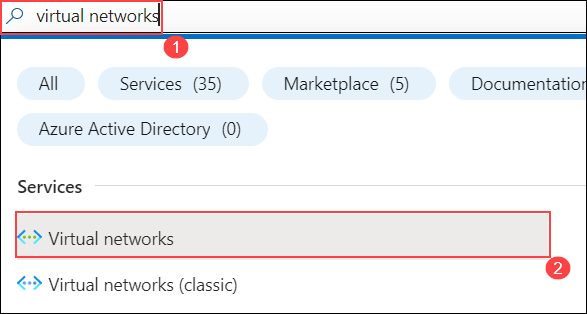 virtual networks
1
All Services (35) Marketplace (5) Documentation
Azure Active Directory (0)
Services
Virtual networks
2
Virtual networks (classic)